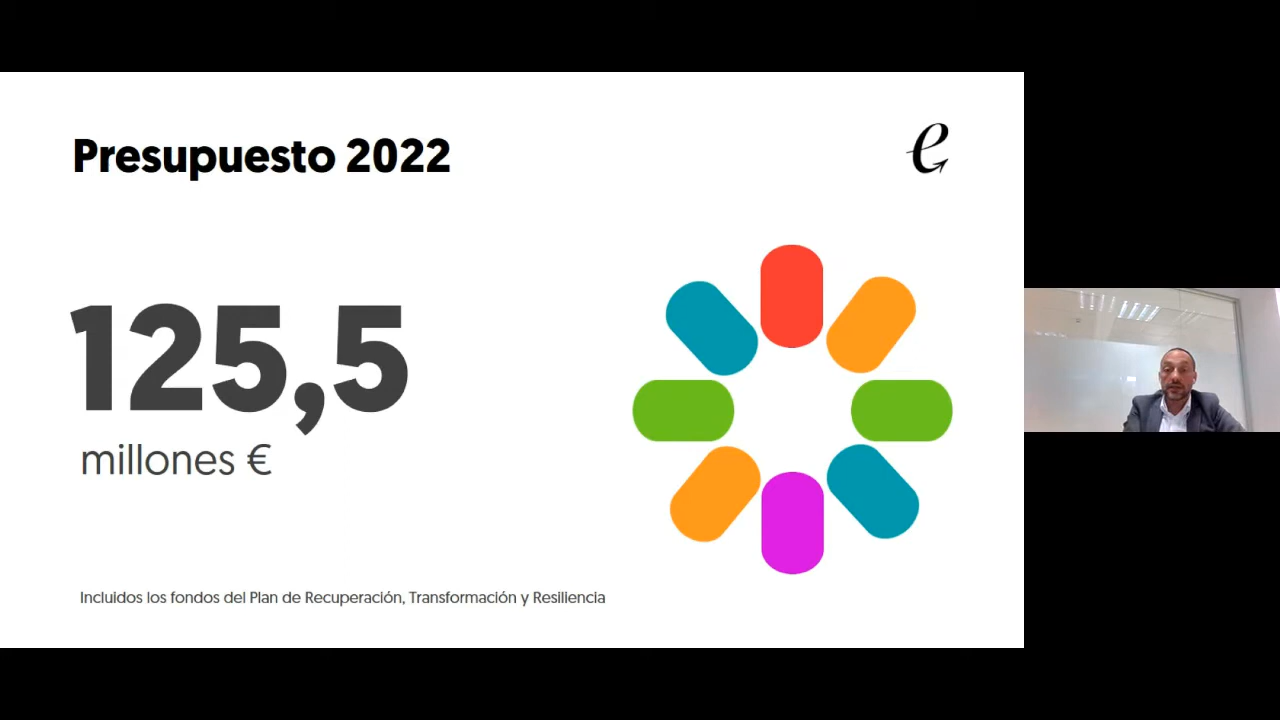 Presupuesto 2022
e
125,5
millones €
Incluidos los fondos del Plan de Recuperación, Transformación y Resiliencia